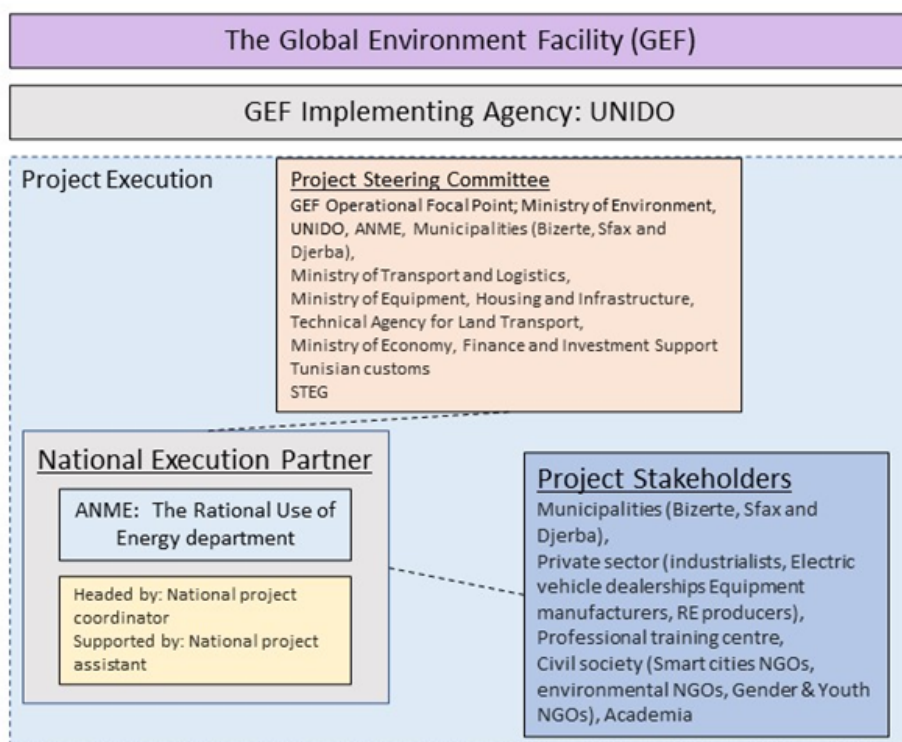 The Global Environment Facility (GEF)
GEF Implementing Agency: UNIDO
Project Execution
Project Steering Committee
GEF Operational Focal Point; Ministry of Environment,
UNIDO, ANME, Municipalities (Bizerte, Sfax and
Djerba),
Ministry of Transport and Logistics,
Ministry of Equipment, Housing and Infrastructure,
Technical Agency for Land Transport,
Ministry of Economy, Finance and Investment Support
Tunisian customs
STEG
National Execution Partner
ANME: The Rational Use of
Energy department
Headed by: National project
coordinator
Supported by: National project
assistant
Project Stakeholders
Municipalities (Bizerte, Sfax and
Djerba),
Private sector (industrialists, Electric
vehicle dealerships Equipment
manufacturers, RE producers),
Professional training centre,
Civil society (Smart cities NGOs,
environmental NGOs, Gender & Youth
NGOs), Academia